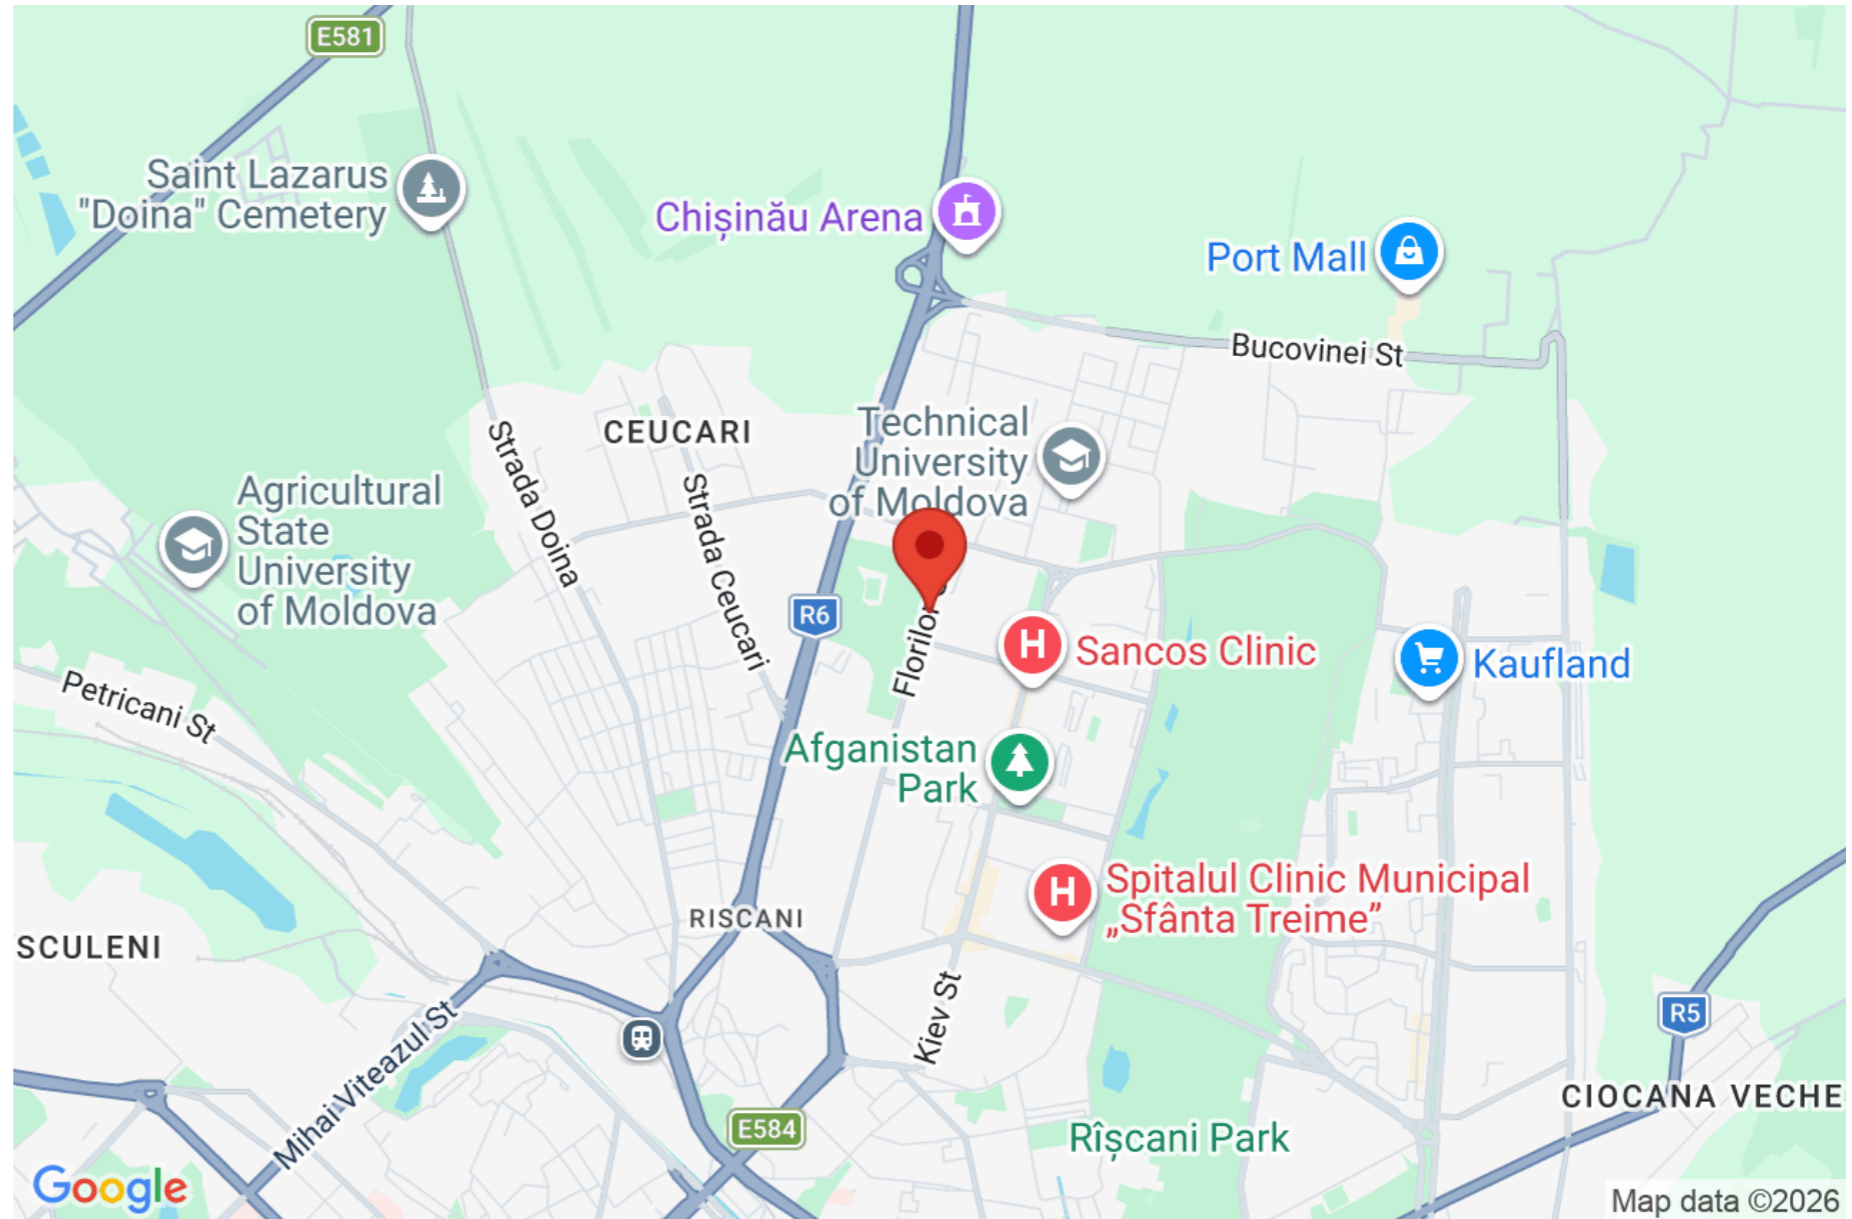 E581
Saint Lazarus
"Doina" Cemetery
Chișinău Arena
Port Mall
Bucovinei St
CEUCARI
Technical
University
of Moldova
Strada Doina
Strada Ceucari
Agricultural
State
University
of Moldova
R6
Florilor
Sancos Clinic
Kaufland
Petricani St
Afganistan
Park
Spitalul Clinic Municipal
„Sfânta Treime”
RISCANI
SCULENI
Kiev St
R5
Mihai Viteazul St
CIOCANA VECHE
E584
Rîșcani Park
Google
Map data ©2026